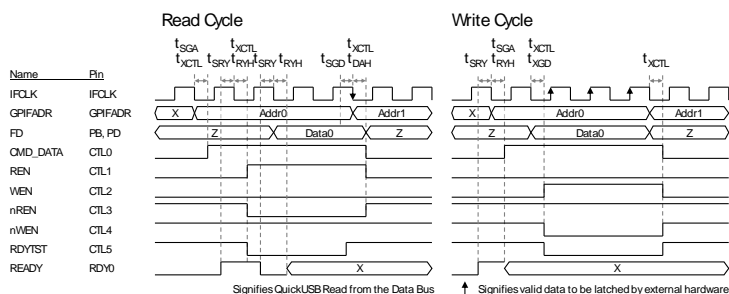 Read Cycle Write Cycle
tSGA tXCTL tXCTL tSGA tXCTL
tXCTL tSRY tRYH tSRY tRYH tSGD tDAH tSRY tRYH tXGD tXCTL
Name Pin
IFCLK IFCLK
GPIFADR GPIFADR X Addr0 Addr1 X Addr0 Addr1
FD PB, PD Z Data0 Z Z Data0 Z
CMD_DATA CTL0
REN CTL1
WEN CTL2
nREN CTL3
nWEN CTL4
RDYTST CTL5
READY RDY0 X X
Signifies QuickUSB Read from the Data Bus Signifies valid data to be latched by external hardware